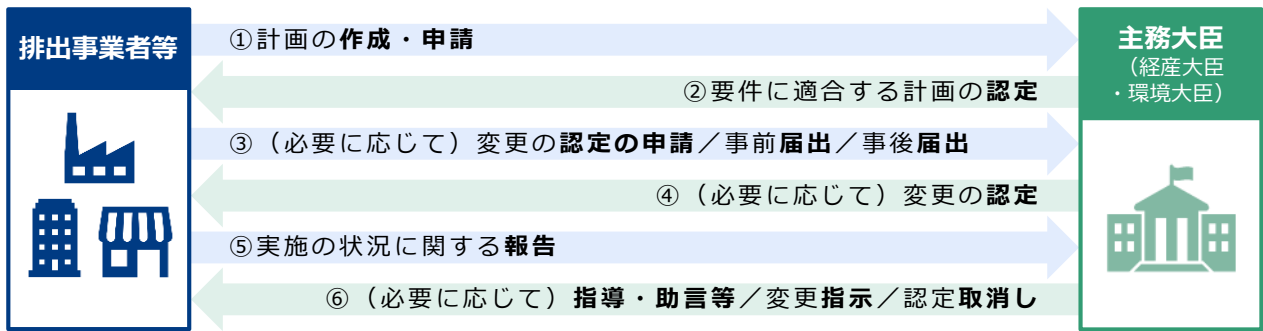 排出事業者等
①計画の作成・申請
②要件に適合する計画の認定
③（必要に応じて）変更の認定の申請／事前届出／事後届出
④（必要に応じて）変更の認定
⑤実施の状況に関する報告
⑥（必要に応じて）指導・助言等／変更指示／認定取消し
主務大臣
（経産大臣
・環境大臣）